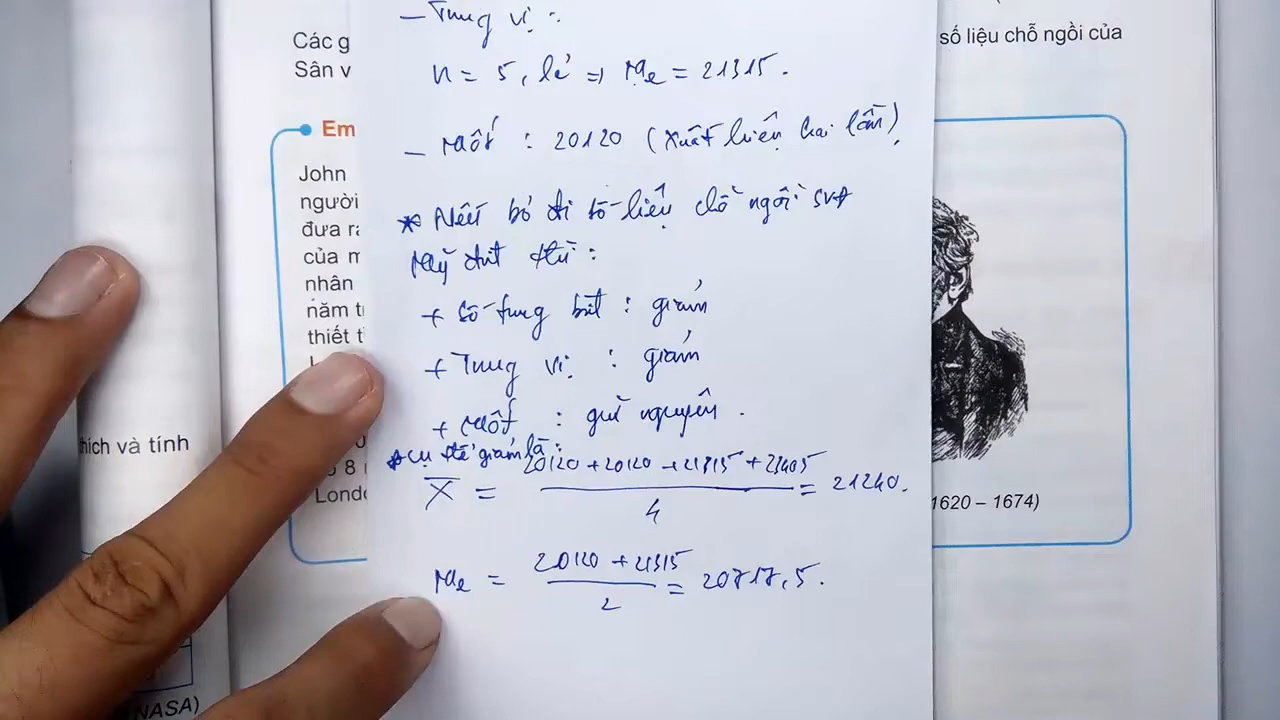 – Trung vị :
Các g
số liệu chỗ ngồi của
Sân v
n = 5, lẻ => Me = 21315.
Em
– Mốt : 20120 (xuất hiện hai lần).
John
người
* Nếu bỏ đi số liệu chỗ ngồi SVĐ
đưa ra
Mỹ đình thì :
của m
nhân
+ Số trung bình : giảm
năm t
thiết t
+ Trung vị : giảm
+ Mốt : giữ nguyên .
hích và tính
* cụ thể giảm là :
8
X̄ = (20120 + 20120 + 21315 + 23405)/4 = 21240.
Londo
1620 – 1674)
Me = (20120 + 21315)/2 = 20717,5.
NASA)